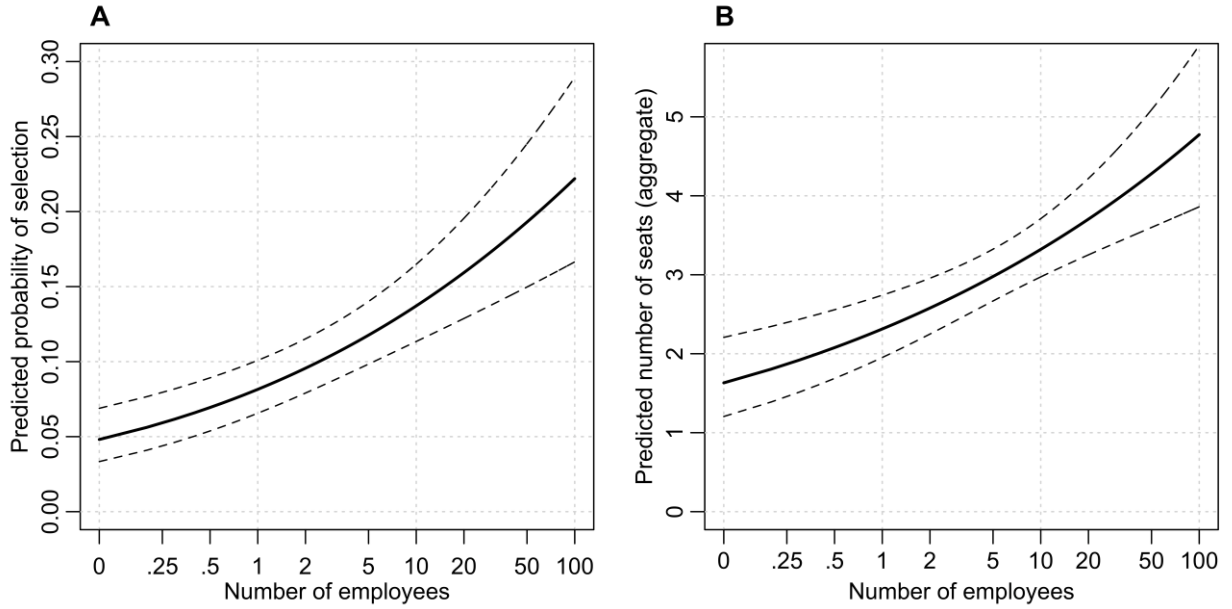 A
Predicted probability of selection
0.30
0.25
0.20
0.15
0.10
0.05
0.00
0 .25 .5 1 2 5 10 20 50 100
Number of employees
B
Predicted number of seats (aggregate)
5
4
3
2
1
0
0 .25 .5 1 2 5 10 20 50 100
Number of employees